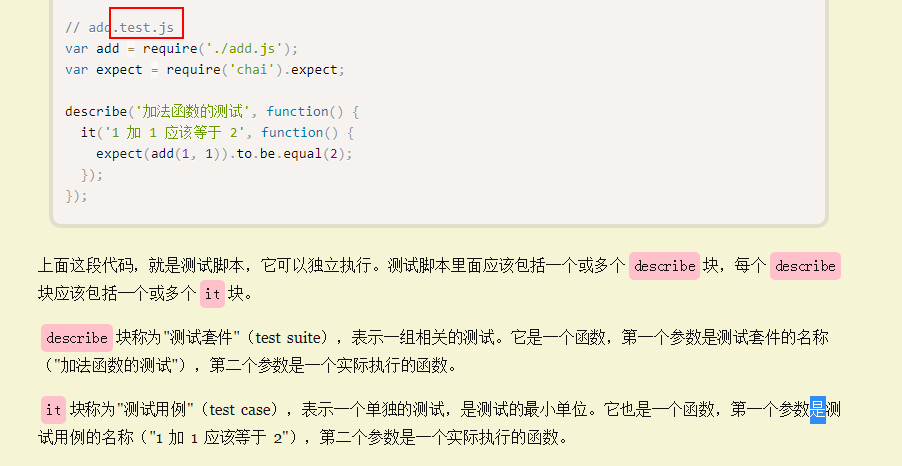 // add.test.js
var add = require('./add.js');
var expect = require('chai').expect;
describe('加法函数的测试', function() {
it('1 加 1 应该等于 2', function() {
expect(add(1, 1)).to.be.equal(2);
});
});
上面这段代码，就是测试脚本，它可以独立执行。测试脚本里面应该包括一个或多个 describe 块，每个 describe
块应该包括一个或多个 it 块。
describe 块称为"测试套件"（test suite），表示一组相关的测试。它是一个函数，第一个参数是测试套件的名称
（"加法函数的测试"），第二个参数是一个实际执行的函数。
it 块称为"测试用例"（test case），表示一个单独的测试，是测试的最小单位。它也是一个函数，第一个参数是测
试用例的名称（"1 加 1 应该等于 2"），第二个参数是一个实际执行的函数。